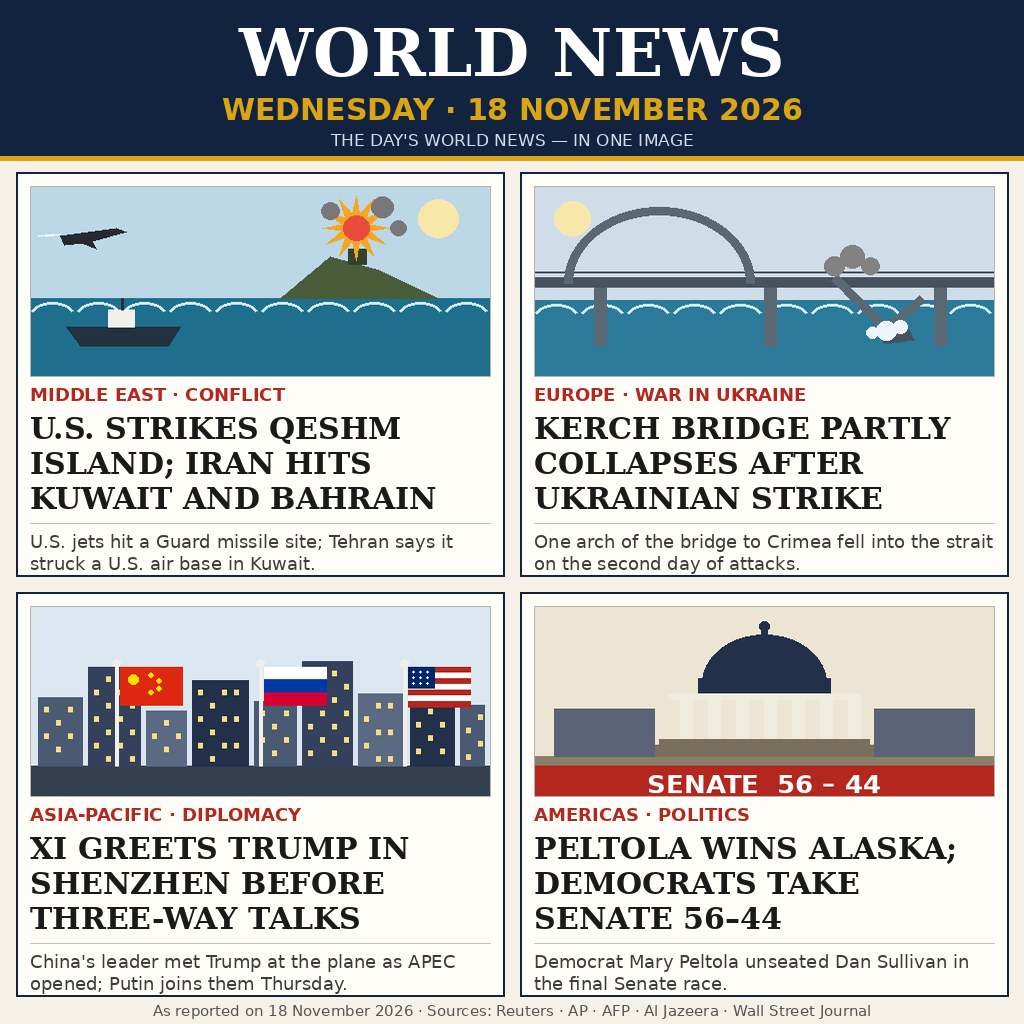 WORLD NEWS
WEDNESDAY · 18 NOVEMBER 2026
THE DAY'S WORLD NEWS — IN ONE IMAGE
MIDDLE EAST · CONFLICT
U.S. STRIKES QESHM
ISLAND; IRAN HITS
KUWAIT AND BAHRAIN
U.S. jets hit a Guard missile site; Tehran says it
struck a U.S. air base in Kuwait.
EUROPE · WAR IN UKRAINE
KERCH BRIDGE PARTLY
COLLAPSES AFTER
UKRAINIAN STRIKE
One arch of the bridge to Crimea fell into the strait
on the second day of attacks.
ASIA-PACIFIC · DIPLOMACY
XI GREETS TRUMP IN
SHENZHEN BEFORE
THREE-WAY TALKS
China's leader met Trump at the plane as APEC
opened; Putin joins them Thursday.
SENATE 56 – 44
AMERICAS · POLITICS
PELTOLA WINS ALASKA;
DEMOCRATS TAKE
SENATE 56–44
Democrat Mary Peltola unseated Dan Sullivan in
the final Senate race.
As reported on 18 November 2026 · Sources: Reuters · AP · AFP · Al Jazeera · Wall Street Journal